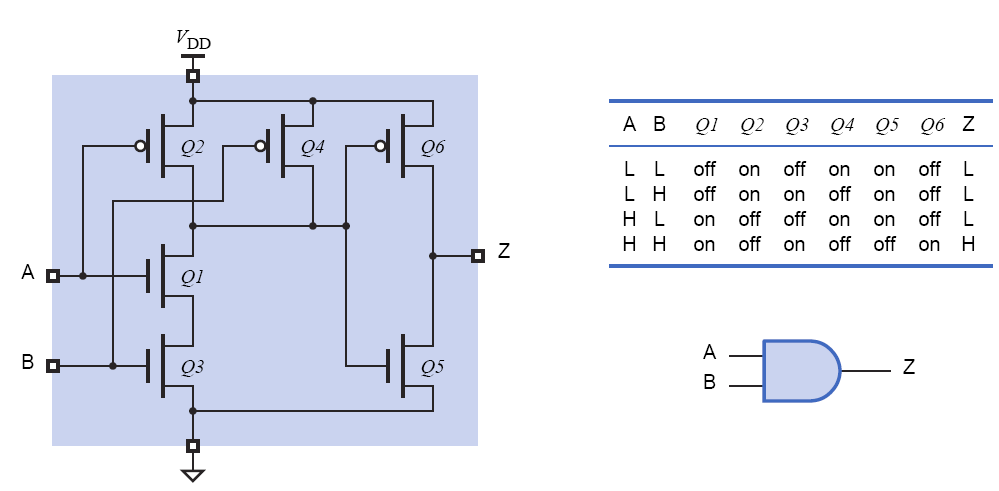 VDD
Q2
Q4
Q6
A
Q1
Z
B
Q3
Q5
A B Q1 Q2 Q3 Q4 Q5 Q6 Z
L L off on off on on off L
L H off on on off on off L
H L on off off on on off L
H H on off on off off on H
A
B
Z